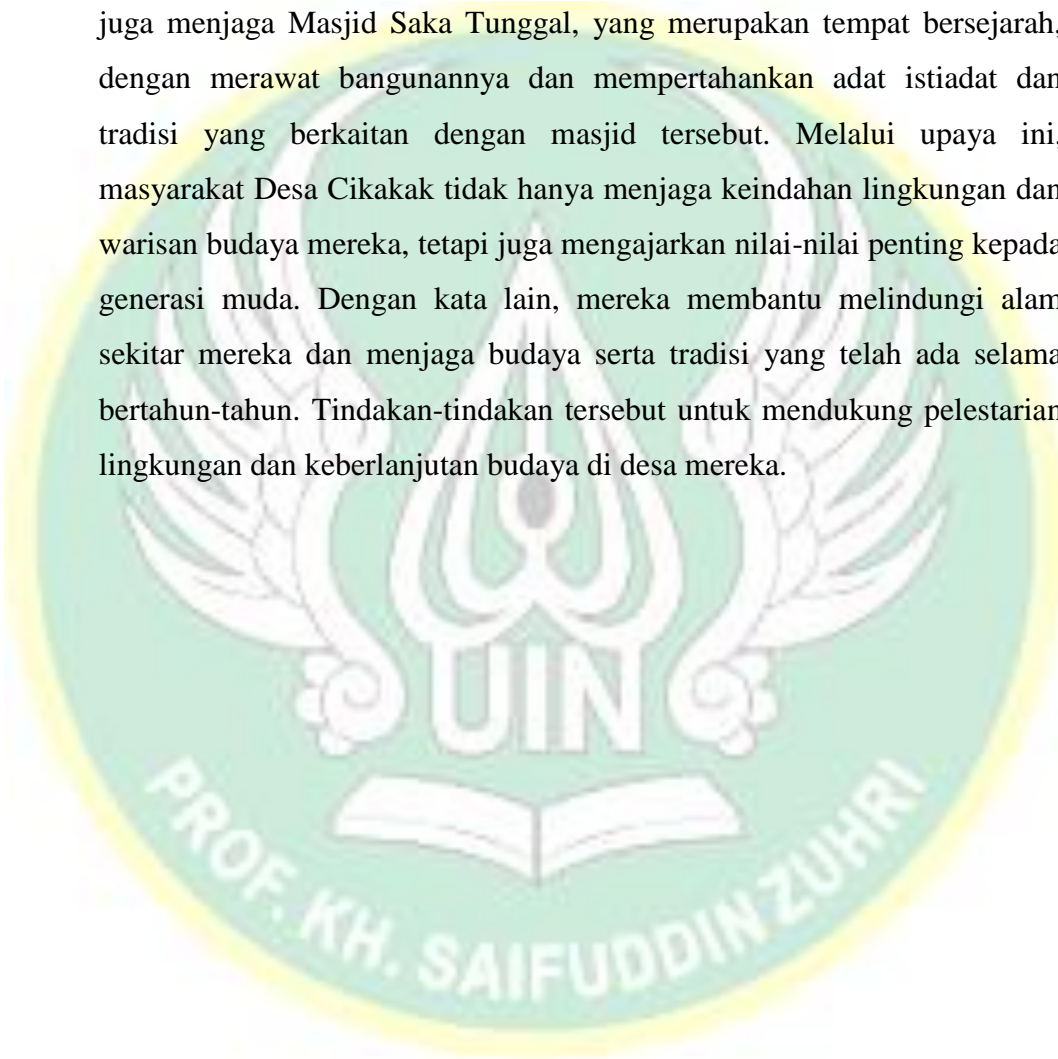 juga menjaga Masjid Saka Tunggal, yang merupakan tempat bersejarah,
dengan merawat bangunannya dan mempertahankan adat istiadat dan
tradisi yang berkaitan dengan masjid tersebut. Melalui upaya ini,
masyarakat Desa Cikakak tidak hanya menjaga keindahan lingkungan dan
warisan budaya mereka, tetapi juga mengajarkan nilai-nilai penting kepada
generasi muda. Dengan kata lain, mereka membantu melindungi alam
sekitar mereka dan menjaga budaya serta tradisi yang telah ada selama
bertahun-tahun. Tindakan-tindakan tersebut untuk mendukung pelestarian
lingkungan dan keberlanjutan budaya di desa mereka.
UIN
PROF. KH. SAIFUDDIN ZUHRI